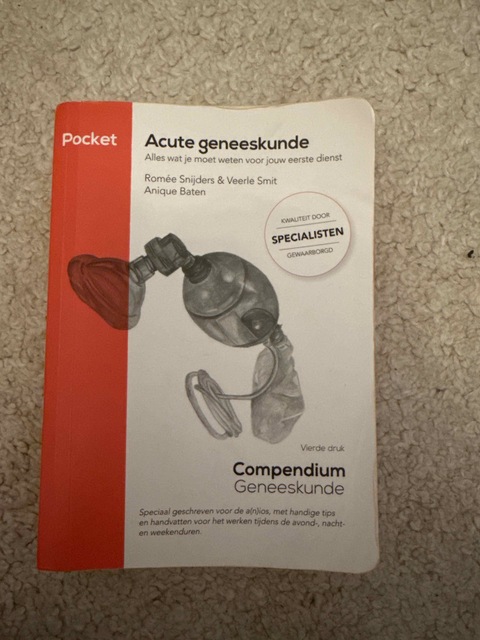 Pocket
Acute geneeskunde
Alles wat je moet weten voor jouw eerste dienst
Romée Snijders & Veerle Smit
Anique Baten
KWALITEIT DOOR
SPECIALISTEN
GEWAARBORGD
Vierde druk
Compendium
Geneeskunde
Speciaal geschreven voor de a(n)ios, met handige tips
en handvatten voor het werken tijdens de avond-, nacht-
en weekenduren.